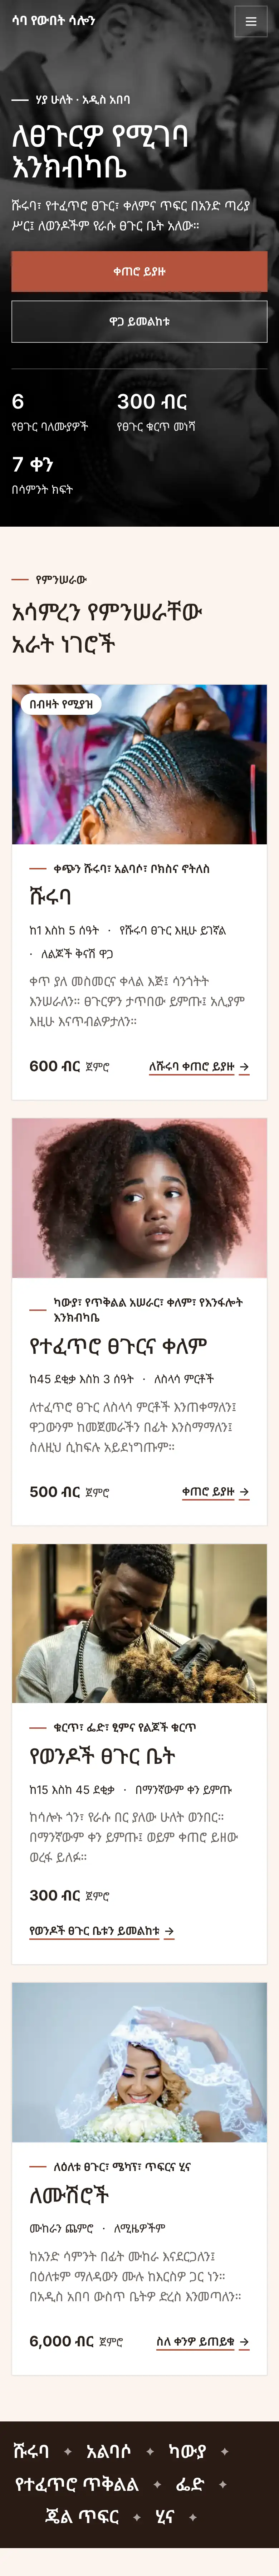 ሳባ የውበት ሳሎን
ሃያ ሁለት · አዲስ አበባ
ለፀጉርዎ የሚገባ
እንክብካቤ
ሹሩባ፣ የተፈጥሮ ፀጉር፣ ቀለምና ጥፍር በአንድ ጣሪያ
ሥር፤ ለወንዶችም የራሱ ፀጉር ቤት አለው።
ቀጠሮ ይያዙ
ዋጋ ይመልከቱ
6
የፀጉር ባለሙያዎች
300 ብር
የፀጉር ቁርጥ መነሻ
7 ቀን
በሳምንት ክፍት
የምንሠራው
አሳምረን የምንሠራቸው
አራት ነገሮች
በብዛት የሚያዝ
ቀጭን ሹሩባ፣ አልባሶ፣ ቦክስና ኖትለስ
ሹሩባ
ከ1 እስከ 5 ሰዓት · የሹሩባ ፀጉር እዚሁ ይገኛል
· ለልጆች ቅናሽ ዋጋ
ቀጥ ያለ መስመርና ቀላል እጅ፤ ሳንጎትት
እንሠራለን። ፀጉርዎን ታጥበው ይምጡ፤ አሊያም
እዚሁ እናጥብልዎታለን።
600 ብር ጀምሮ
ለሹሩባ ቀጠሮ ይያዙ →
ካውያ፣ የጥቅልል አሠራር፣ ቀለም፣ የእንፋሎት
እንክብካቤ
የተፈጥሮ ፀጉርና ቀለም
ከ45 ደቂቃ እስከ 3 ሰዓት · ለስላሳ ምርቶች
ለተፈጥሮ ፀጉር ለስላሳ ምርቶች እንጠቀማለን፤
ዋጋውንም ከመጀመራችን በፊት እንስማማለን፤
ስለዚህ ሲከፍሉ አይደነግጡም።
500 ብር ጀምሮ
ቀጠሮ ይያዙ →
ቁርጥ፣ ፌድ፣ ፂምና የልጆች ቁርጥ
የወንዶች ፀጉር ቤት
ከ15 እስከ 45 ደቂቃ · በማንኛውም ቀን ይምጡ
ከሳሎኑ ጎን፣ የራሱ በር ያለው ሁለት ወንበር።
በማንኛውም ቀን ይምጡ፤ ወይም ቀጠሮ ይዘው
ወረፋ ይለፉ።
300 ብር ጀምሮ
የወንዶች ፀጉር ቤቱን ይመልከቱ →
ለዕለቱ ፀጉር፣ ሜካፕ፣ ጥፍርና ሂና
ለሙሽሮች
ሙከራን ጨምሮ · ለሚዜዎችም
ከአንድ ሳምንት በፊት ሙከራ እናደርጋለን፤
በዕለቱም ማለዳውን ሙሉ ከእርስዎ ጋር ነን።
በአዲስ አበባ ውስጥ ቤትዎ ድረስ እንመጣለን።
6,000 ብር ጀምሮ
ስለ ቀንዎ ይጠይቁ →
ሹሩባ ✦ አልባሶ ✦ ካውያ ✦
የተፈጥሮ ጥቅልል ✦ ፌድ ✦
ጄል ጥፍር ✦ ሂና ✦